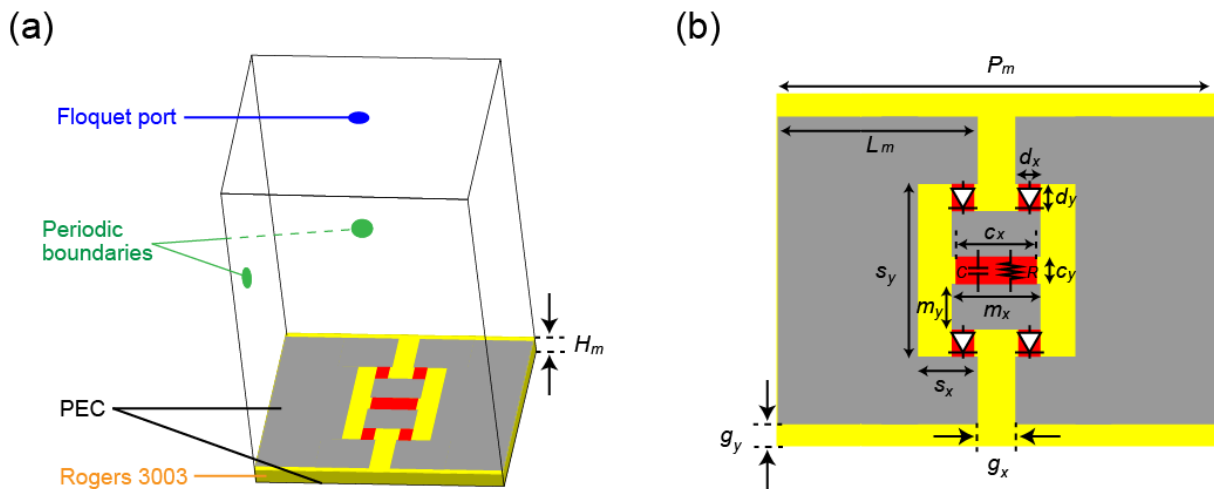 (a)
Floquet port
Periodic
boundaries
PEC
Rogers 3003
Hm
(b)
Pm
Lm
dx
dy
cx
C
R
cy
sy
my
mx
sx
gy
gx